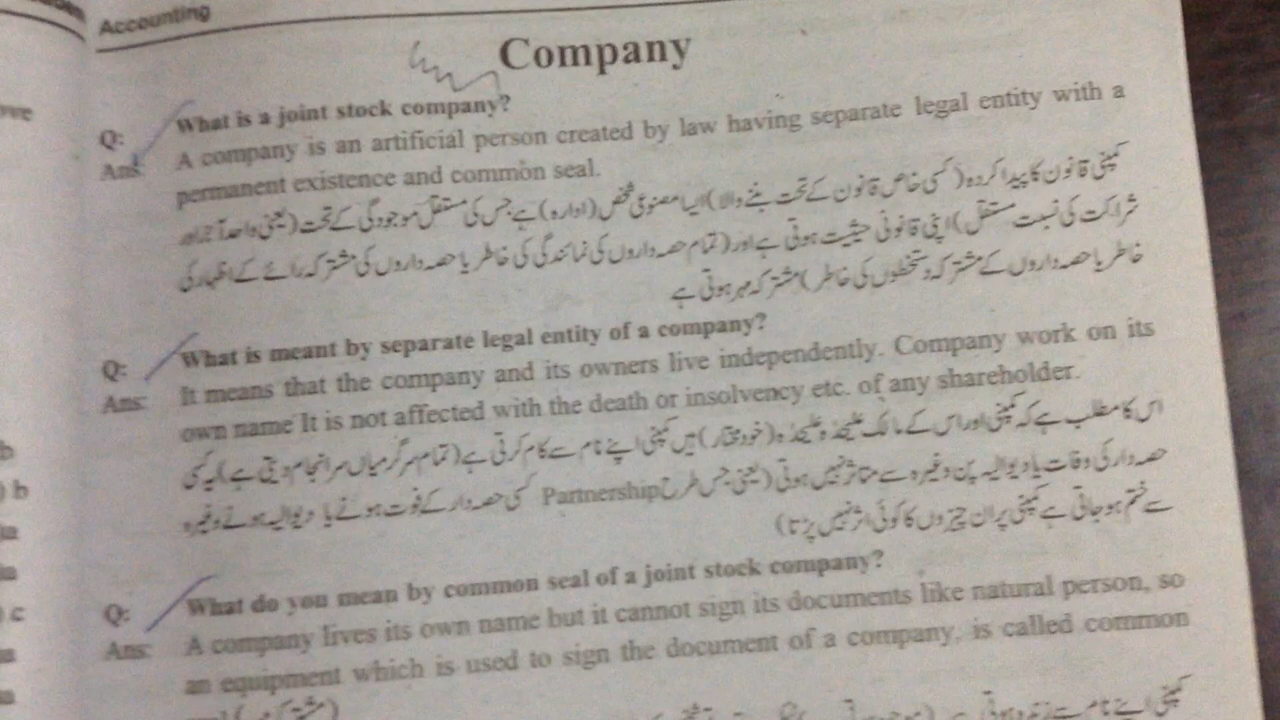 Accounting
Company
Q: What is a joint stock company?
Ans: A company is an artificial person created by law having separate legal entity with a
permanent existence and common seal.
کمپنی قانون کا پیدا کردہ (کسی خاص قانون کے تحت بننے والا) ایسا مصنوعی شخص (ادارہ) ہے جس کی مستقل موجودگی کے تحت (یعنی
شراکت کی نسبت مستقل) اپنی قانونی حیثیت ہوتی ہے اور (تمام حصہ داروں کی نمائندگی کی خاطر یا حصہ داروں کی مشترکہ رائے کے اظہار کی
خاطر یا حصہ داروں کے مشترکہ دستخطوں کی خاطر) مشترکہ مہر ہوتی ہے
Q: What is meant by separate legal entity of a company?
Ans: It means that the company and its owners live independently. Company work on its
own name It is not affected with the death or insolvency etc. of any shareholder.
اس کا مطلب ہے کہ کمپنی اور اس کے مالک علیحدہ علیحدہ (خود مختار) ہیں کمپنی اپنے نام سے کام کرتی ہے (تمام سرگرمیاں سرانجام دیتی ہے) یہ کسی
حصہ دار کی وفات یا دیوالیہ پن وغیرہ سے متاثر نہیں ہوتی (یعنی جس طرح Partnership کسی حصہ دار کے فوت ہونے یا دیوالیہ ہونے وغیرہ
سے ختم ہو جاتی ہے کمپنی پر ان چیزوں کا کوئی اثر نہیں پڑتا)
Q: What do you mean by common seal of a joint stock company?
Ans: A company lives its own name but it cannot sign its documents like natural person, so
an equipment which is used to sign the document of a company, is called common
کمپنی اپنے نام سے